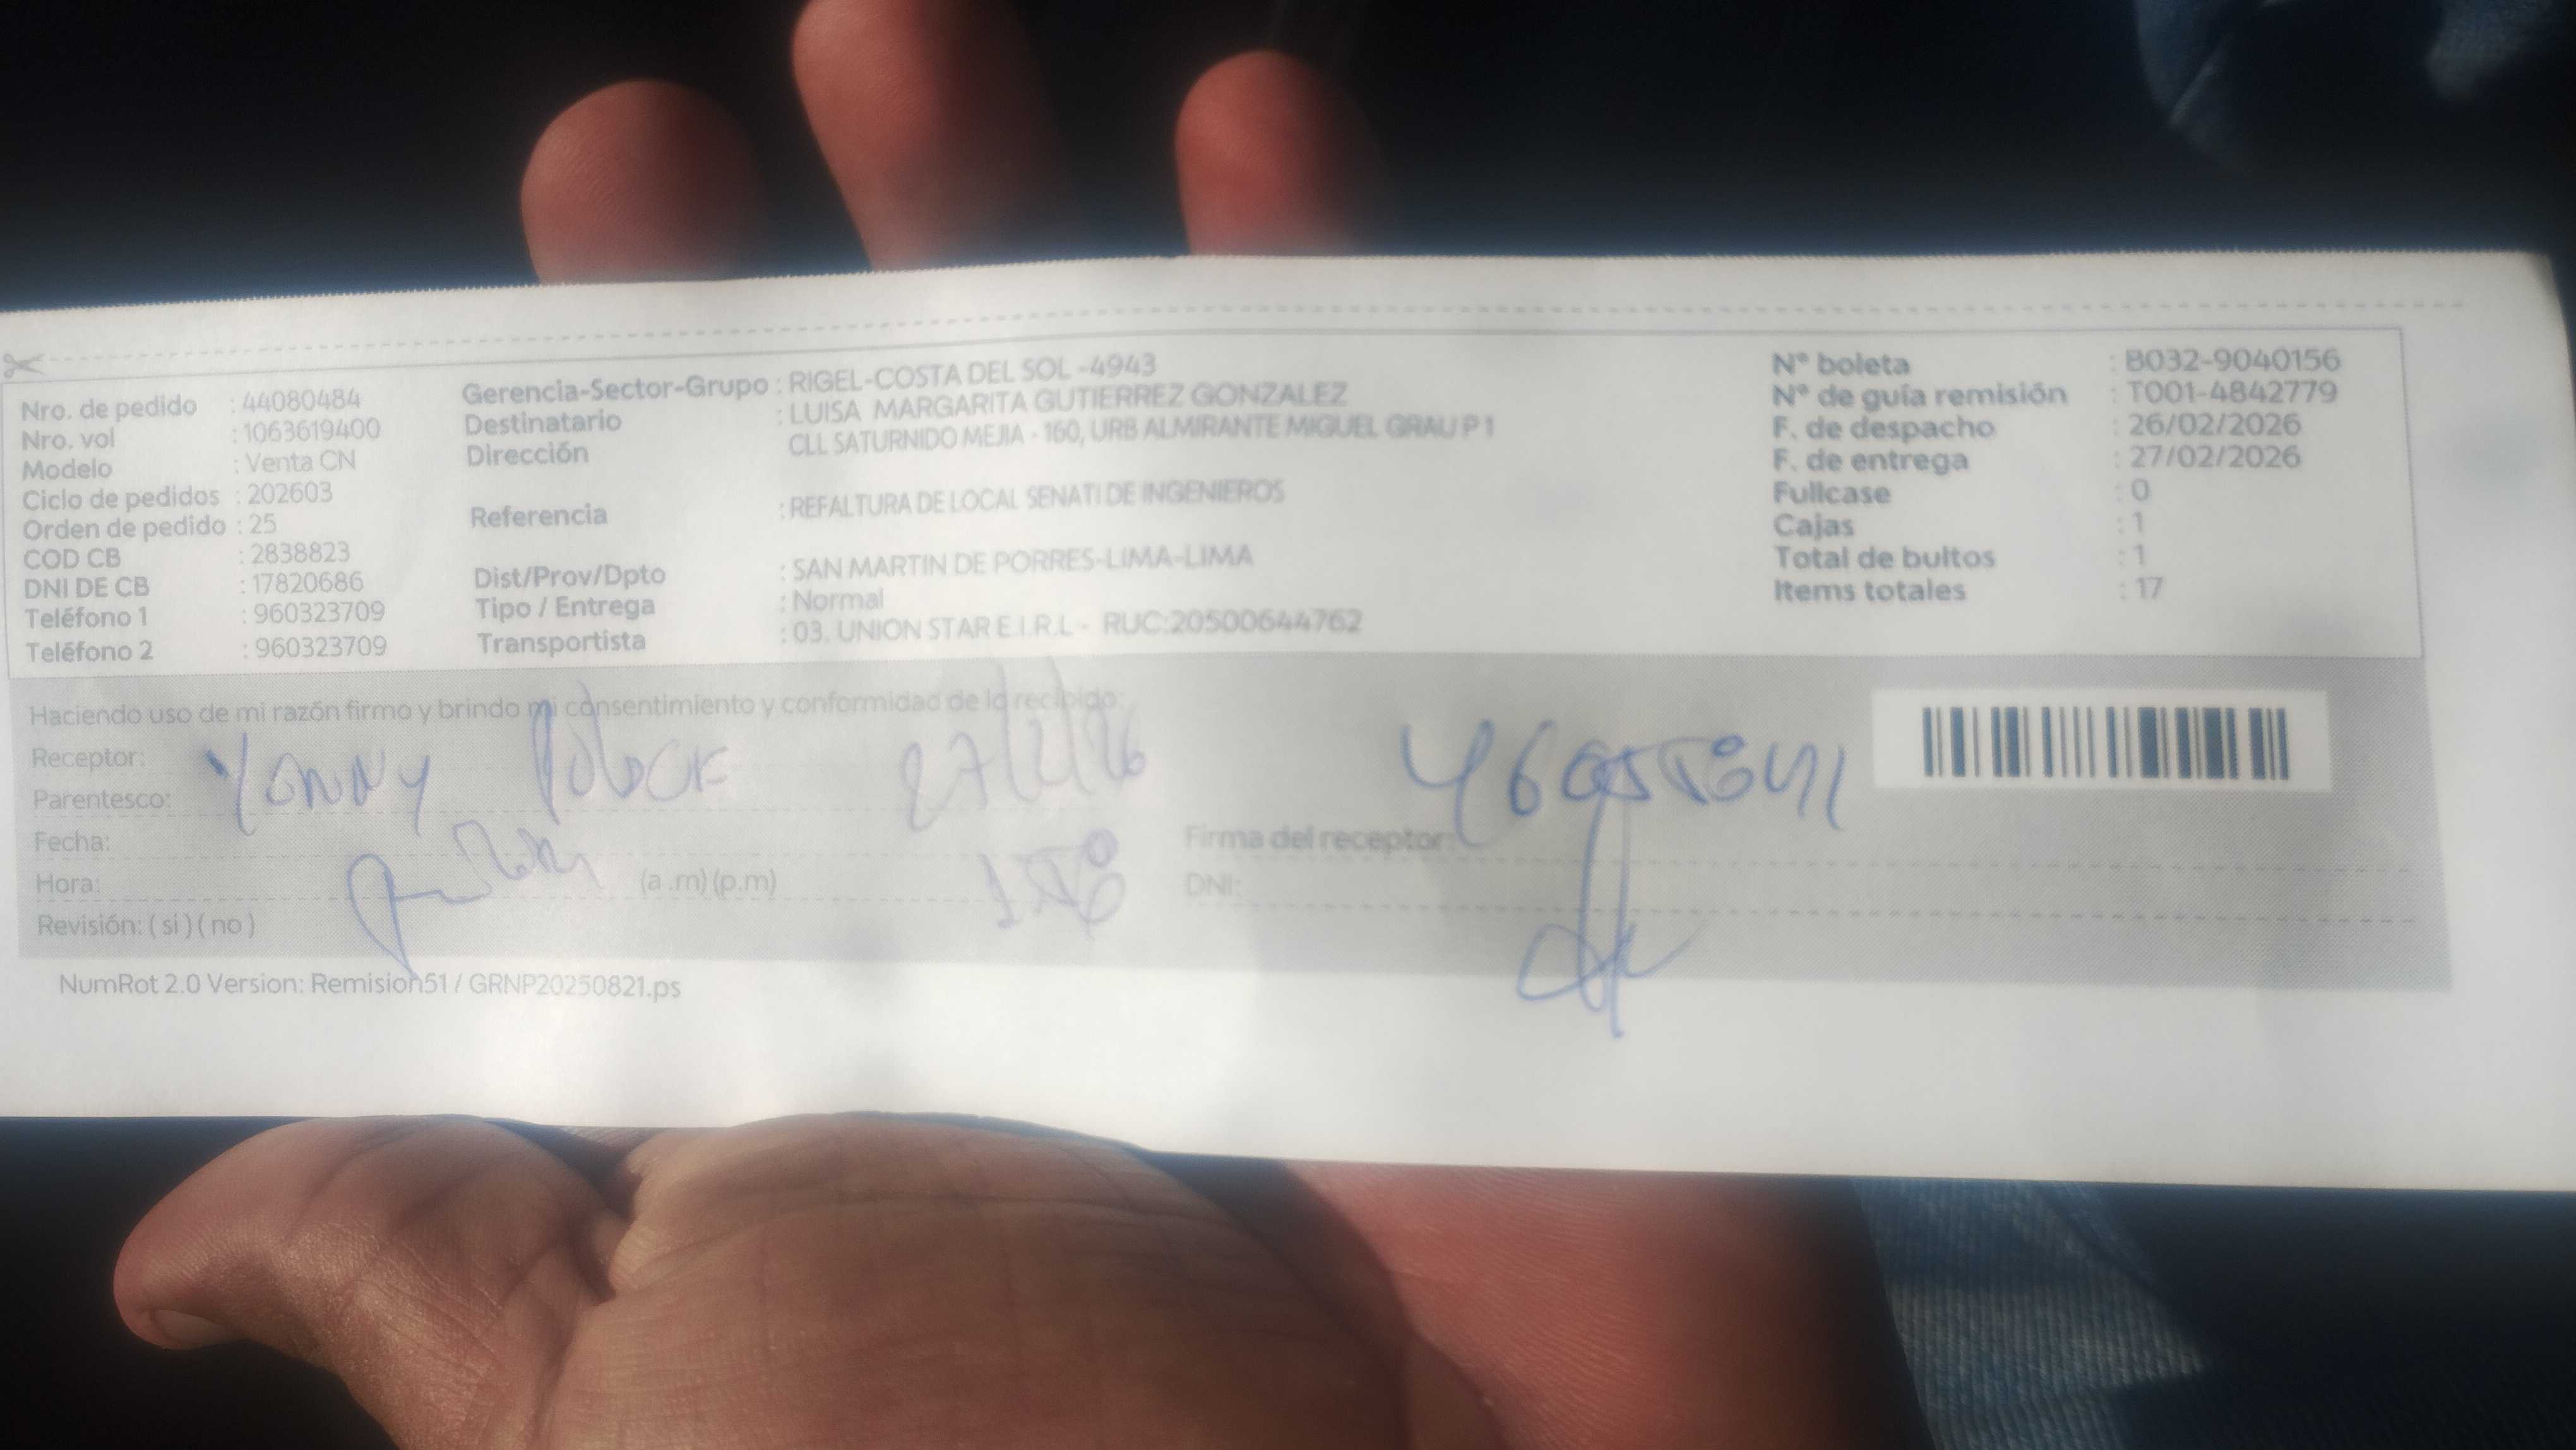 Nro. de pedido : 44080484
Nro. vol : 1063619400
Modelo : Venta CN
Ciclo de pedidos : 202603
Orden de pedido : 25
COD CB : 2838823
DNI DE CB : 17820686
Teléfono 1 : 960323709
Teléfono 2 : 960323709
Gerencia-Sector-Grupo : RIGEL-COSTA DEL SOL -4943
Destinatario : LUISA MARGARITA GUTIERREZ GONZALEZ
Dirección CLL SATURNIDO MEJIA - 160, URB ALMIRANTE MIGUEL GRAU P 1
Referencia : REFALTURA DE LOCAL SENATI DE INGENIEROS
Dist/Prov/Dpto : SAN MARTIN DE PORRES-LIMA-LIMA
Tipo / Entrega : Normal
Transportista : 03. UNION STAR E.I.R.L - RUC:20500644762
Nº boleta : B032-9040156
Nº de guía remisión : T001-4842779
F. de despacho : 26/02/2026
F. de entrega : 27/02/2026
Fullcase : 0
Cajas : 1
Total de bultos : 1
Items totales : 17
Haciendo uso de mi razón firmo y brindo mi consentimiento y conformidad de lo recibido:
Receptor:
Parentesco: YONNY 27/2/26
Fecha:
Firma del receptor:
Hora: (a .m) (p.m)
DNI:
Revisión: ( si ) ( no )
NumRot 2.0 Version: Remision51 / GRNP20250821.ps